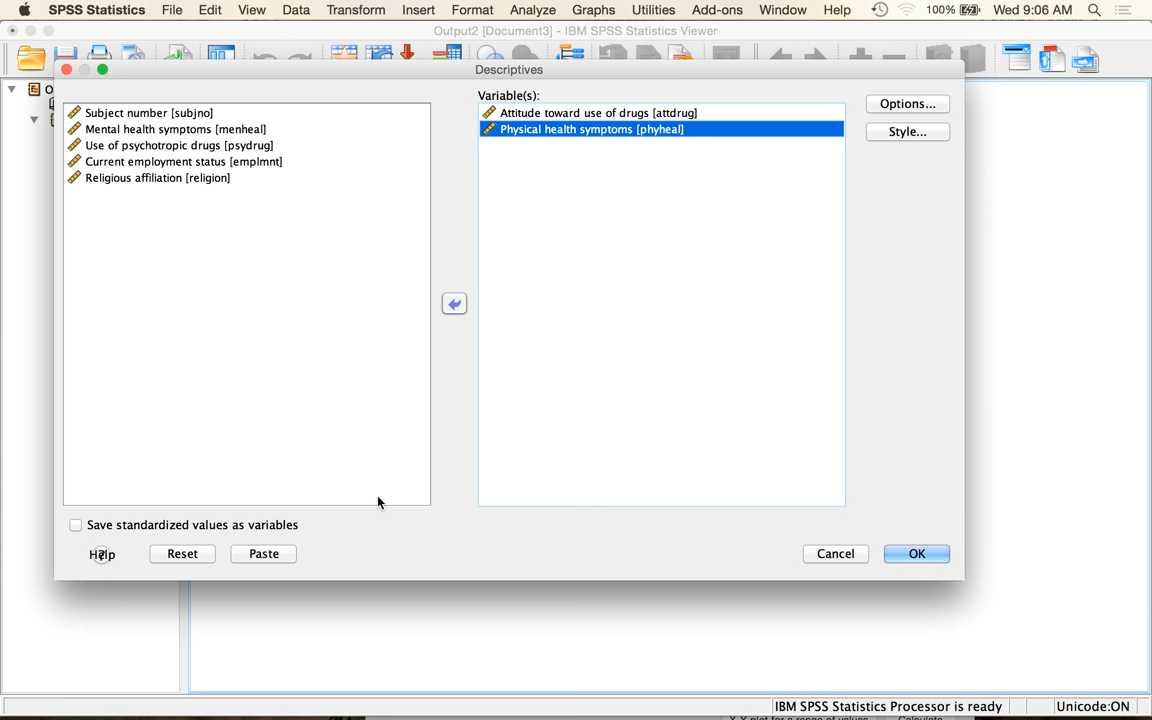 SPSS Statistics File Edit View Data Transform Insert Format Analyze Graphs Utilities Add-ons Window Help 100% Wed 9:06 AM
Output2 [Document3] - IBM SPSS Statistics Viewer
Descriptives
O
Variable(s):
Subject number [subjno]
Mental health symptoms [menheal]
Use of psychotropic drugs [psydrug]
Current employment status [emplmnt]
Religious affiliation [religion]
Attitude toward use of drugs [attdrug]
Physical health symptoms [phyheal]
Options...
Style...
Save standardized values as variables
Help Reset Paste Cancel OK
IBM SPSS Statistics Processor is ready Unicode:ON